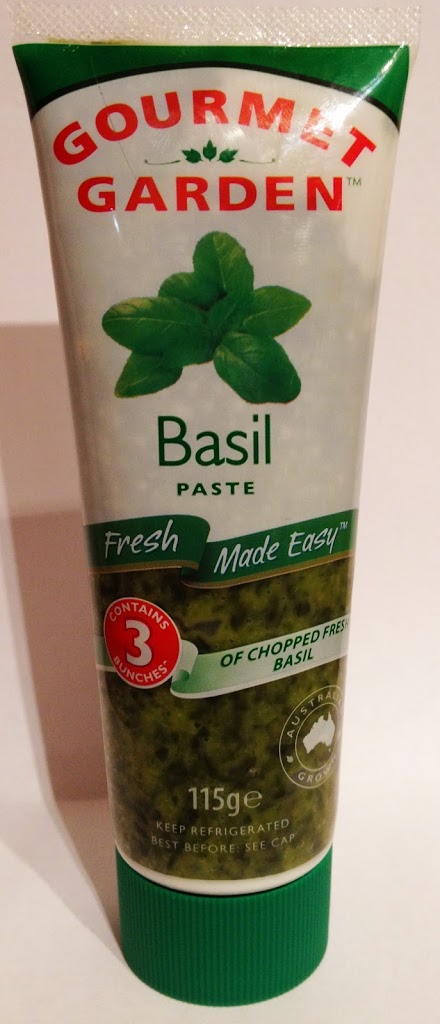 GOURMET
GARDEN™
Basil
PASTE
Fresh Made Easy™
CONTAINS
3
BUNCHES*
OF CHOPPED FRESH
BASIL
AUSTRALIAN
GROWN
115g℮
KEEP REFRIGERATED
BEST BEFORE: SEE CAP